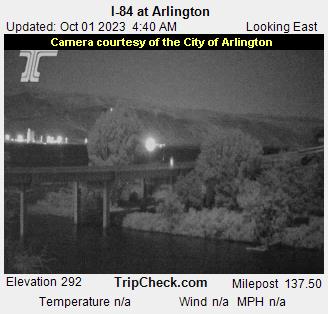 I-84 at Arlington
Updated: Oct 01 2023 4:40 AM Looking East
Camera courtesy of the City of Arlington
Elevation 292 TripCheck.com Milepost 137.50
Temperature n/a Wind n/a MPH n/a